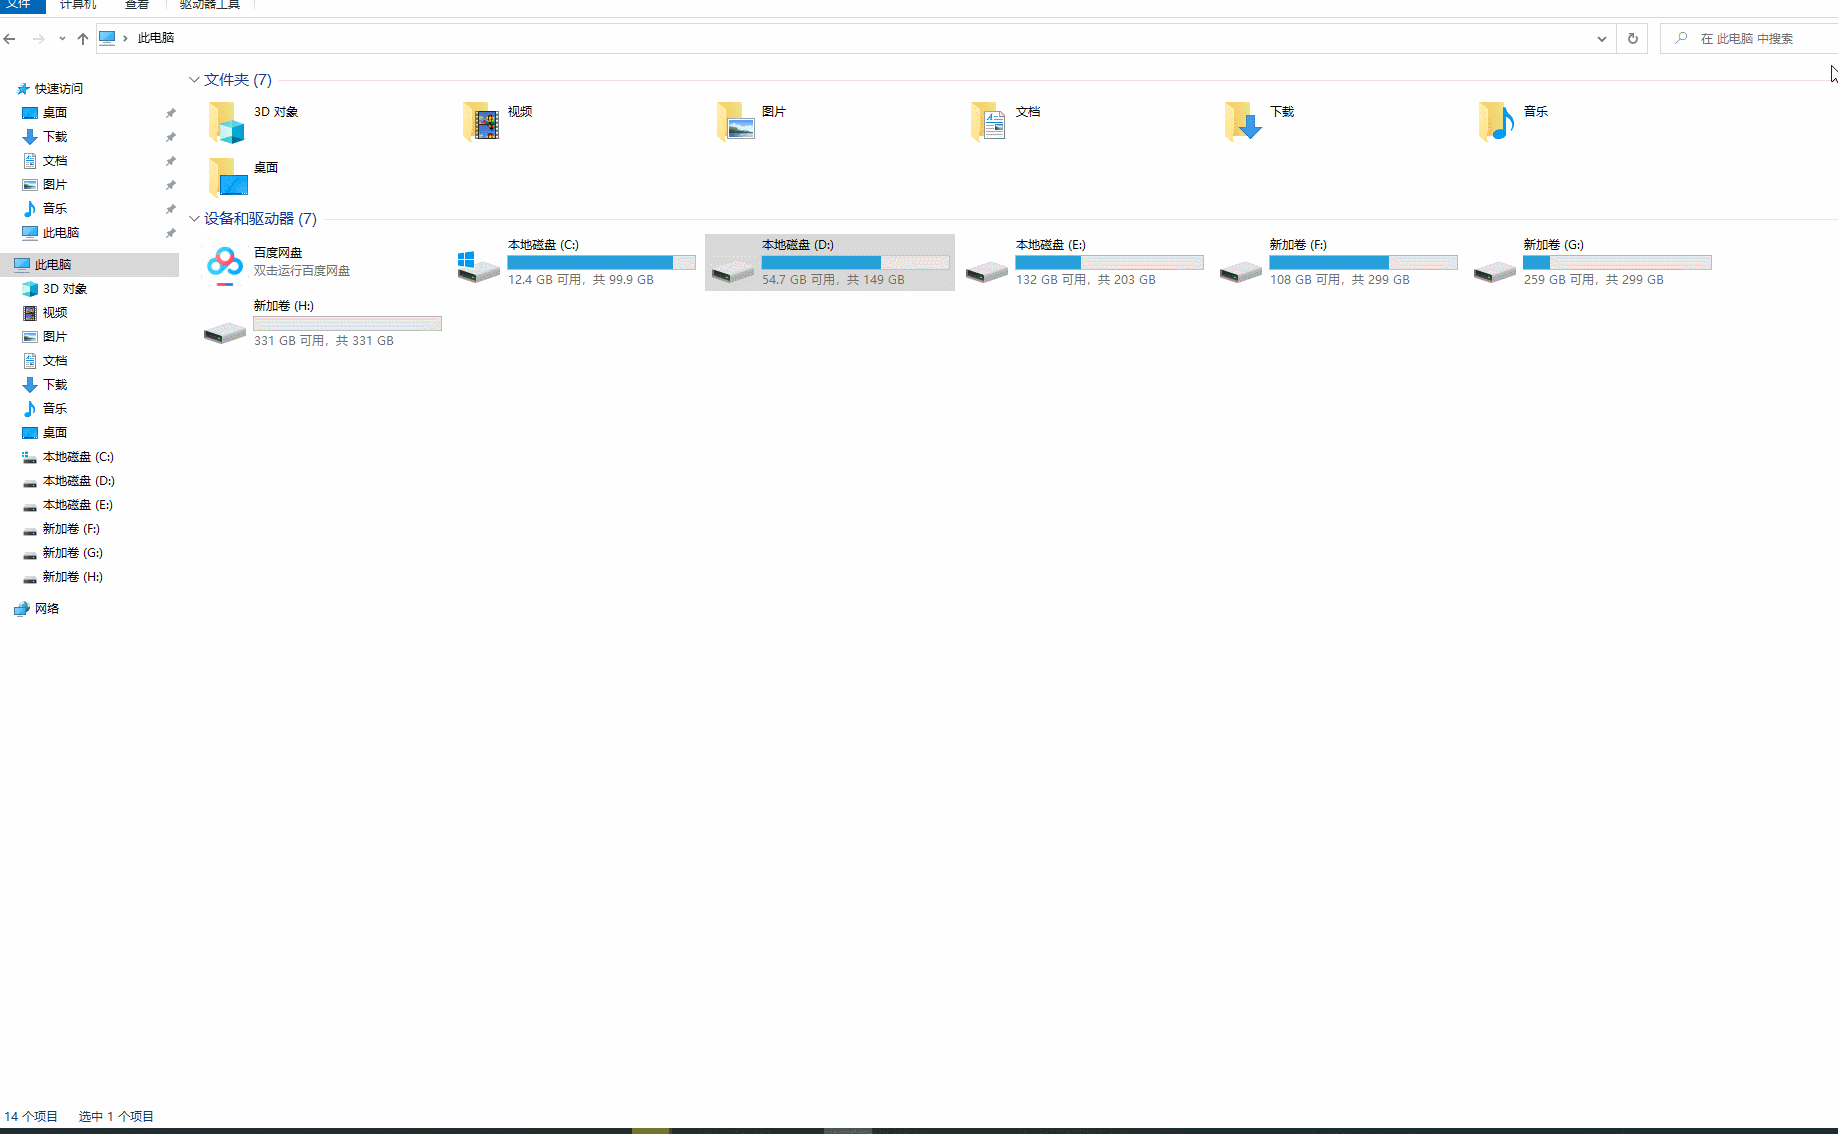 文件 计算机 查看 驱动器工具
此电脑
在 此电脑 中搜索
快速访问
桌面
下载
文档
图片
音乐
此电脑
此电脑
3D 对象
视频
图片
文档
下载
音乐
桌面
本地磁盘 (C:)
本地磁盘 (D:)
本地磁盘 (E:)
新加卷 (F:)
新加卷 (G:)
新加卷 (H:)
网络
文件夹 (7)
3D 对象
视频
图片
文档
下载
音乐
桌面
设备和驱动器 (7)
百度网盘
双击运行百度网盘
本地磁盘 (C:)
12.4 GB 可用，共 99.9 GB
本地磁盘 (D:)
54.7 GB 可用，共 149 GB
本地磁盘 (E:)
132 GB 可用，共 203 GB
新加卷 (F:)
108 GB 可用，共 299 GB
新加卷 (G:)
259 GB 可用，共 299 GB
新加卷 (H:)
331 GB 可用，共 331 GB
14 个项目 选中 1 个项目